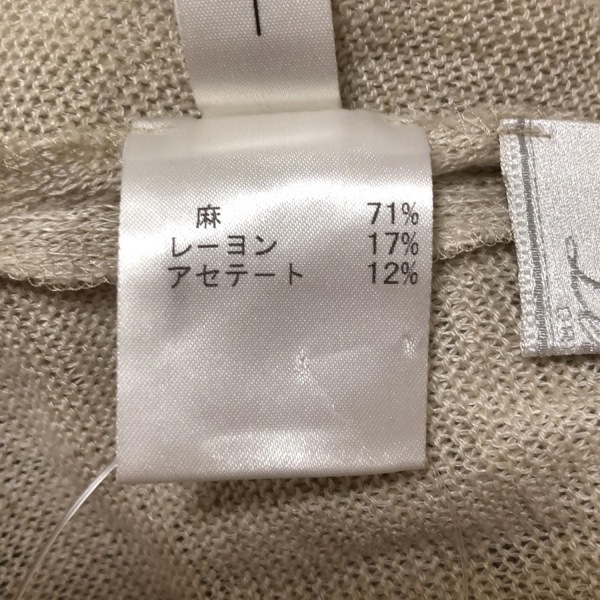 麻 71%
レーヨン 17%
アセテート 12%